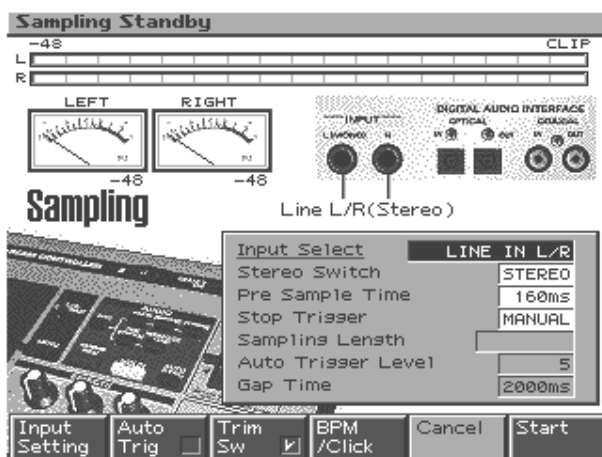 Sampling Standby
-48 CLIP
L
R
LEFT RIGHT
-48 -48
INPUT
L(MONO) R
DIGITAL AUDIO INTERFACE
OPTICAL COAXIAL
IN OUT IN OUT
Sampling
Line L/R(Stereo)
Input Select LINE IN L/R
Stereo Switch STEREO
Pre Sample Time 160ms
Stop Trigger MANUAL
Sampling Length
Auto Trigger Level 5
Gap Time 2000ms
Input Setting
Auto Trig
Trim Sw
BPM /Click
Cancel
Start